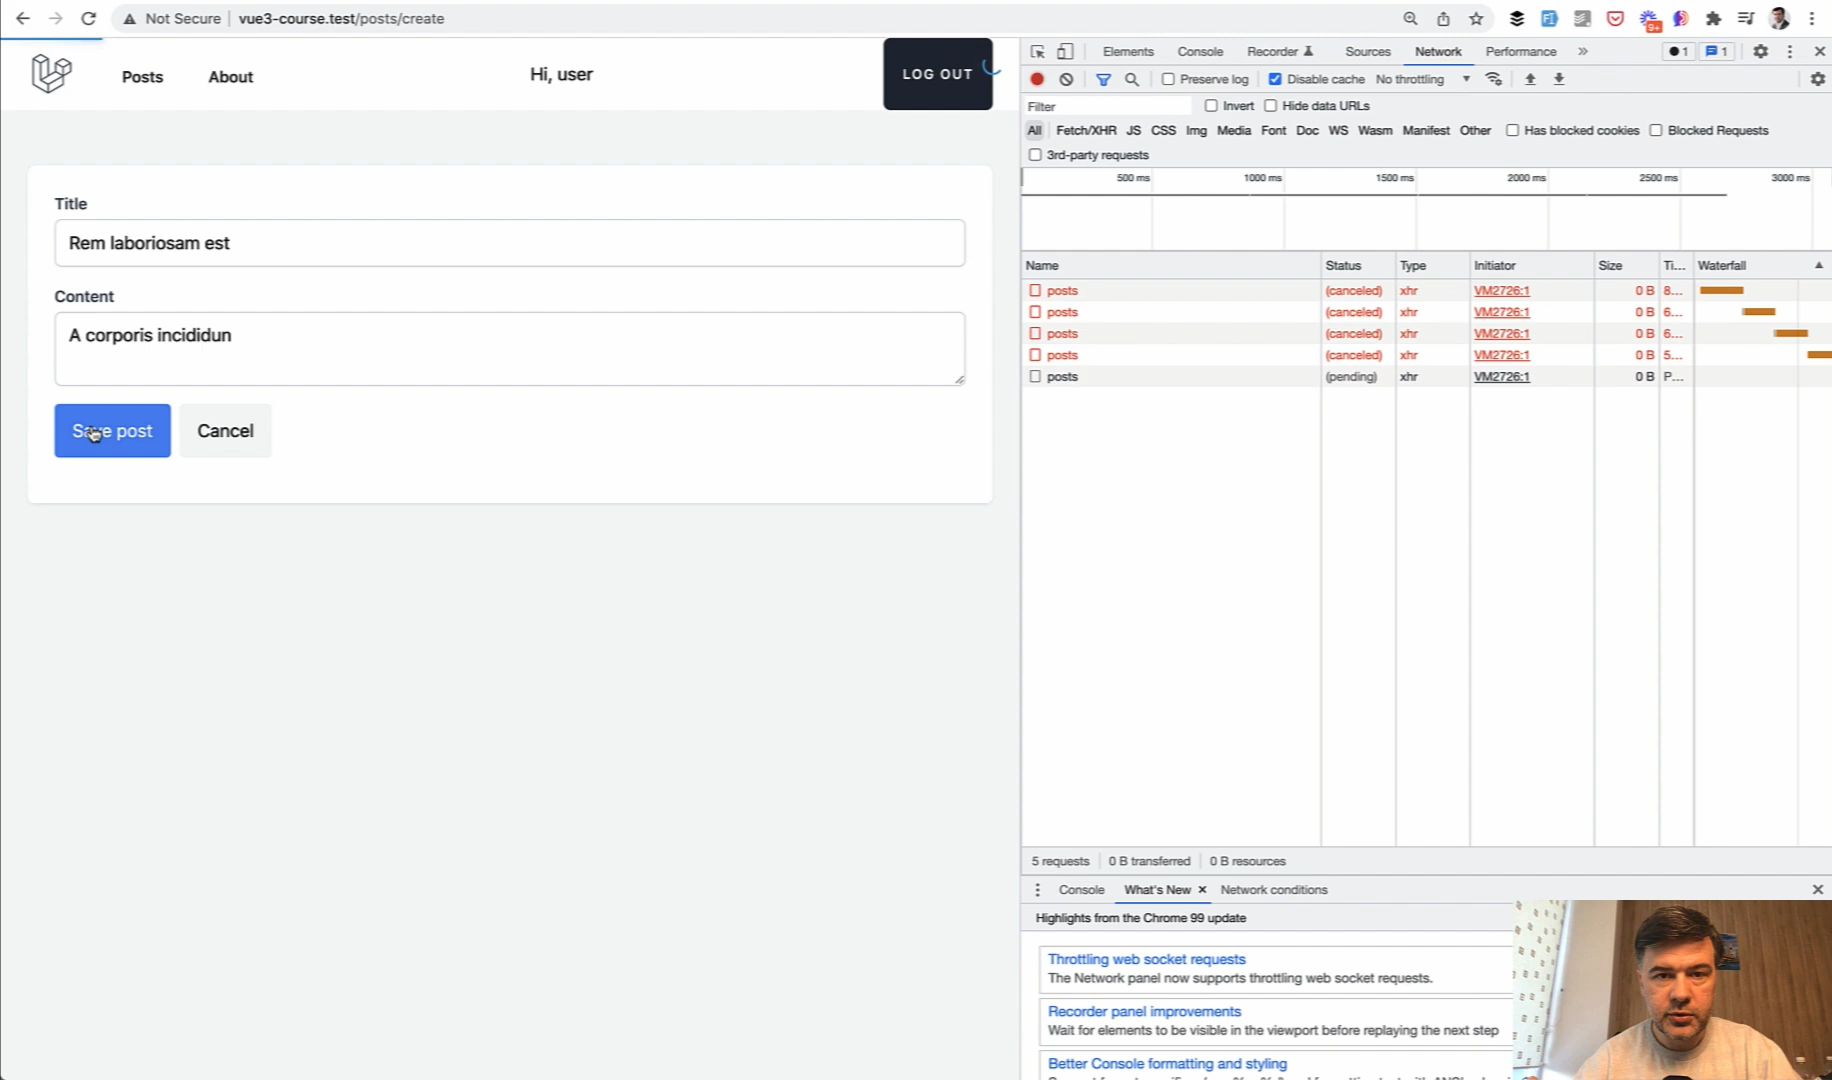 Not Secure vue3-course.test/posts/create
9+
Posts About Hi, user LOG OUT
Title
Rem laboriosam est
Content
A corporis incididun
Save post Cancel
Elements Console Recorder Sources Network Performance » 1 1
Preserve log Disable cache No throttling
Filter Invert Hide data URLs
All Fetch/XHR JS CSS Img Media Font Doc WS Wasm Manifest Other Has blocked cookies Blocked Requests
3rd-party requests
500 ms 1000 ms 1500 ms 2000 ms 2500 ms 3000 ms
Name Status Type Initiator Size Ti... Waterfall
posts (canceled) xhr VM2726:1 0 B 8...
posts (canceled) xhr VM2726:1 0 B 6...
posts (canceled) xhr VM2726:1 0 B 6...
posts (canceled) xhr VM2726:1 0 B 5...
posts (pending) xhr VM2726:1 0 B P...
5 requests 0 B transferred 0 B resources
Console What's New Network conditions
Highlights from the Chrome 99 update
Throttling web socket requests
The Network panel now supports throttling web socket requests.
Recorder panel improvements
Wait for elements to be visible in the viewport before replaying the next step
Better Console formatting and styling